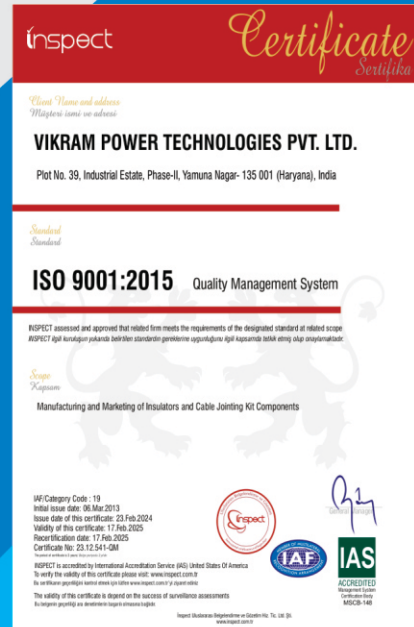 inspect
Certificate
Sertifika
Client Name and address
Müşteri ismi ve adresi
VIKRAM POWER TECHNOLOGIES PVT. LTD.
Plot No. 39, Industrial Estate, Phase-II, Yamuna Nagar- 135 001 (Haryana), India
Standard
Standard
ISO 9001:2015 Quality Management System
INSPECT assessed and approved that related firm meets the requirements of the designated standard at related scope
INSPECT ilgili kuruluşun yukarıda belirtilen standardın gereklerine uygunluğunu ilgili kapsamda tetkik etmiş olup onaylamaktadır.
Scope
Kapsam
Manufacturing and Marketing of Insulators and Cable Jointing Kit Components
IAF/Category Code : 19
Initial issue date: 06.Mar.2013
Issue date of this certificate: 23.Feb.2024
Validity of this certificate: 17.Feb.2025
Recertification date: 17.Feb.2025
Certificate No: 23.12.541-QM
General Manager
inspect
IAF
IAS
ACCREDITED
Management System
Certification Body
MSCB-148
INSPECT is accredited by International Accreditation Service (IAS) United States Of America
To verify the validity of this certificate please visit: www.inspect.com.tr
The validity of this certificate is depend on the success of surveillance assessments
www.inspect.com.tr